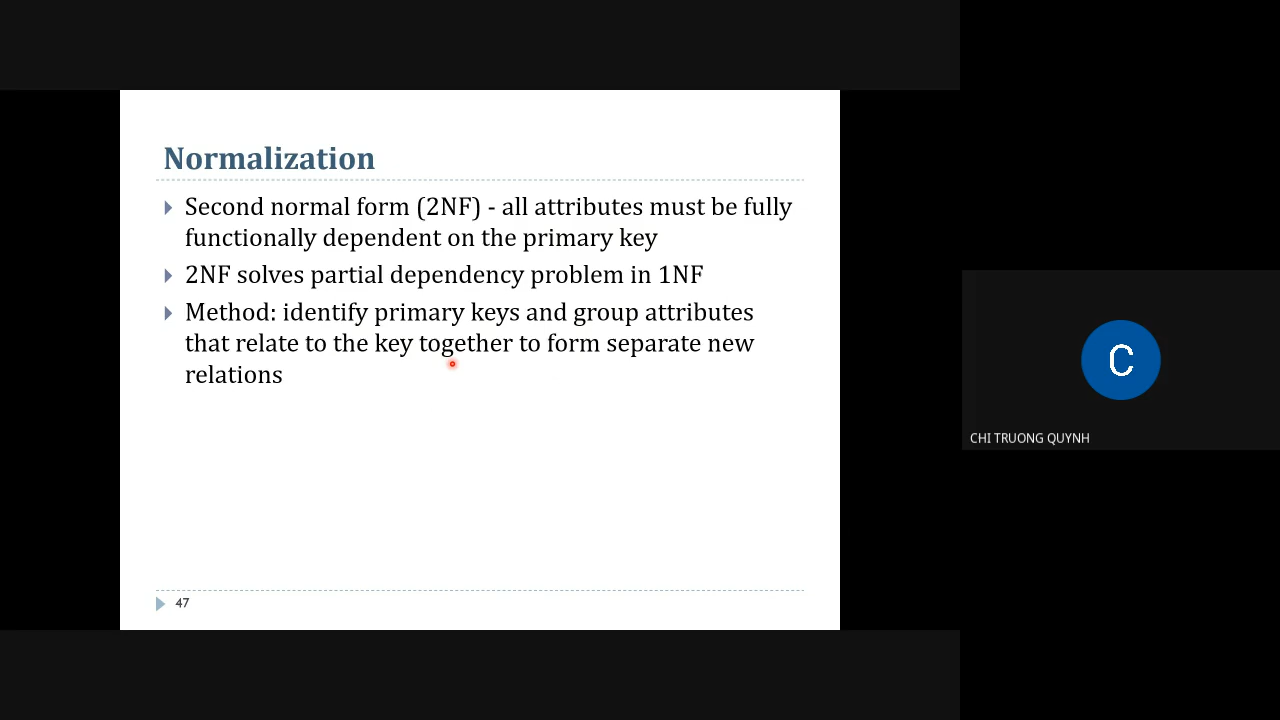 Normalization
Second normal form (2NF) - all attributes must be fully
functionally dependent on the primary key
2NF solves partial dependency problem in 1NF
Method: identify primary keys and group attributes
that relate to the key together to form separate new
relations
47
C
CHI TRUONG QUYNH